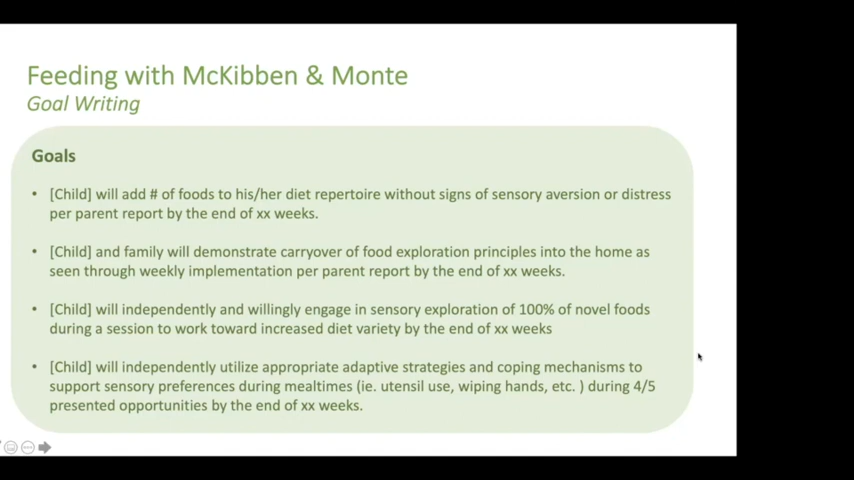 Feeding with McKibben & Monte
Goal Writing
Goals
• [Child] will add # of foods to his/her diet repertoire without signs of sensory aversion or distress
per parent report by the end of xx weeks.
• [Child] and family will demonstrate carryover of food exploration principles into the home as
seen through weekly implementation per parent report by the end of xx weeks.
• [Child] will independently and willingly engage in sensory exploration of 100% of novel foods
during a session to work toward increased diet variety by the end of xx weeks
• [Child] will independently utilize appropriate adaptive strategies and coping mechanisms to
support sensory preferences during mealtimes (ie. utensil use, wiping hands, etc. ) during 4/5
presented opportunities by the end of xx weeks.